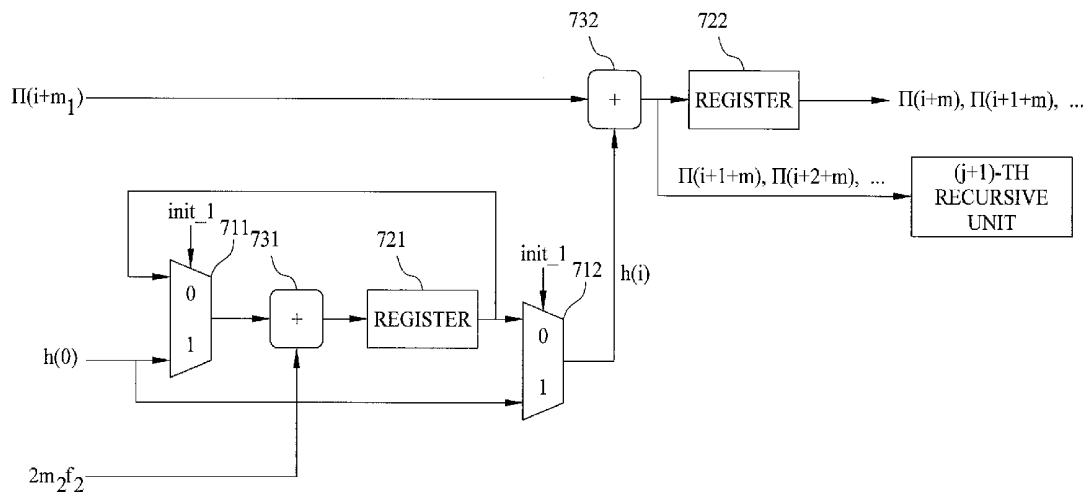 732
722
Π(i+m₁)
+
REGISTER
Π(i+m), Π(i+1+m), ...
Π(i+1+m), Π(i+2+m), ...
(j+1)-TH
RECURSIVE
UNIT
init_1
711
731
721
init_1
712
h(i)
0
1
+
REGISTER
0
1
h(0)
2m₂f₂